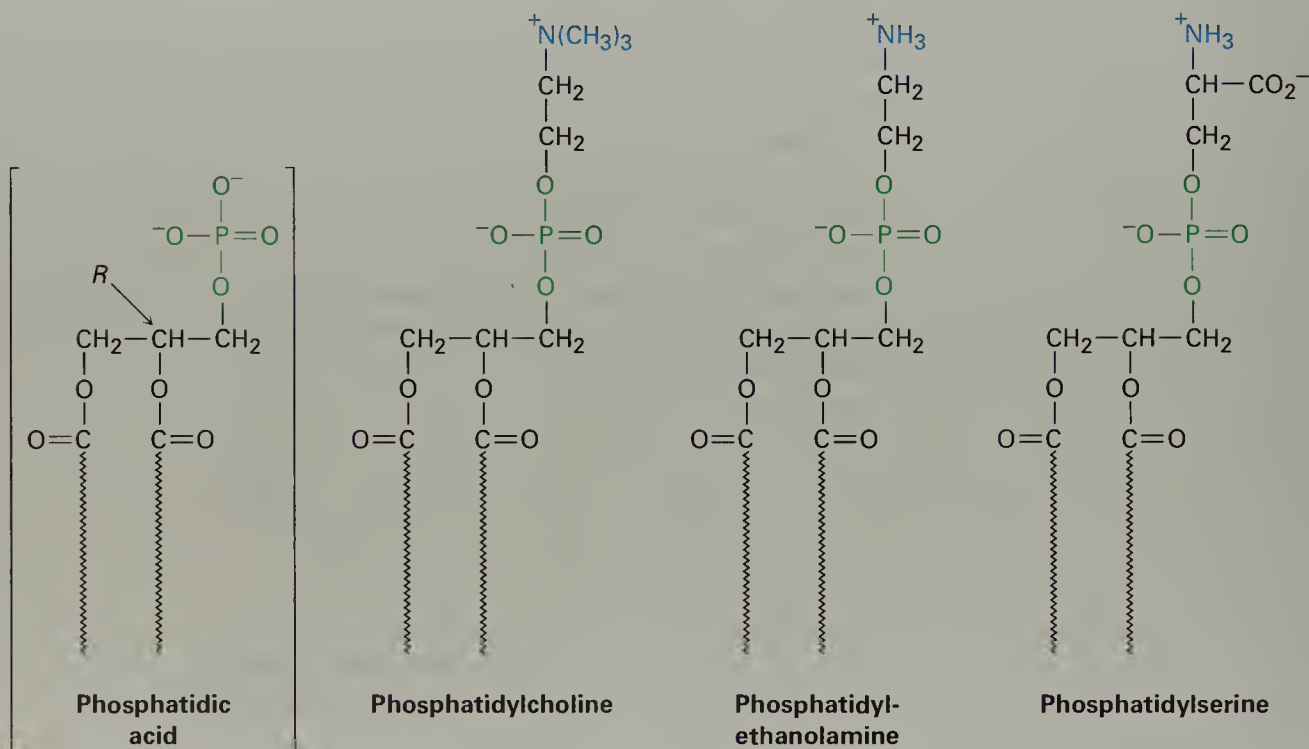 +
N(CH3)3
CH2
CH2
O
−O—P=O
O
CH2—CH—CH2
O O
O=C C=O
Phosphatidylcholine
+
NH3
CH2
CH2
O
−O—P=O
O
CH2—CH—CH2
O O
O=C C=O
Phosphatidyl-
ethanolamine
+
NH3
CH—CO2−
CH2
O
−O—P=O
O
CH2—CH—CH2
O O
O=C C=O
Phosphatidylserine
O−
−O—P=O
O
R
CH2—CH—CH2
O O
O=C C=O
Phosphatidic
acid